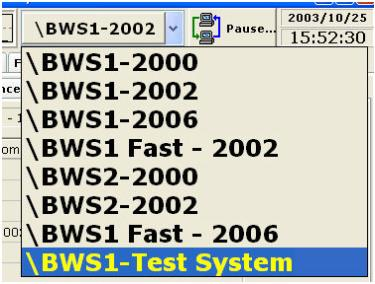 \BWS1-2002 Pause... 2003/10/25
15:52:30
\BWS1-2000
\BWS1-2002
\BWS1-2006
\BWS1 Fast - 2002
\BWS2-2000
\BWS2-2002
\BWS1 Fast - 2006
\BWS1-Test System